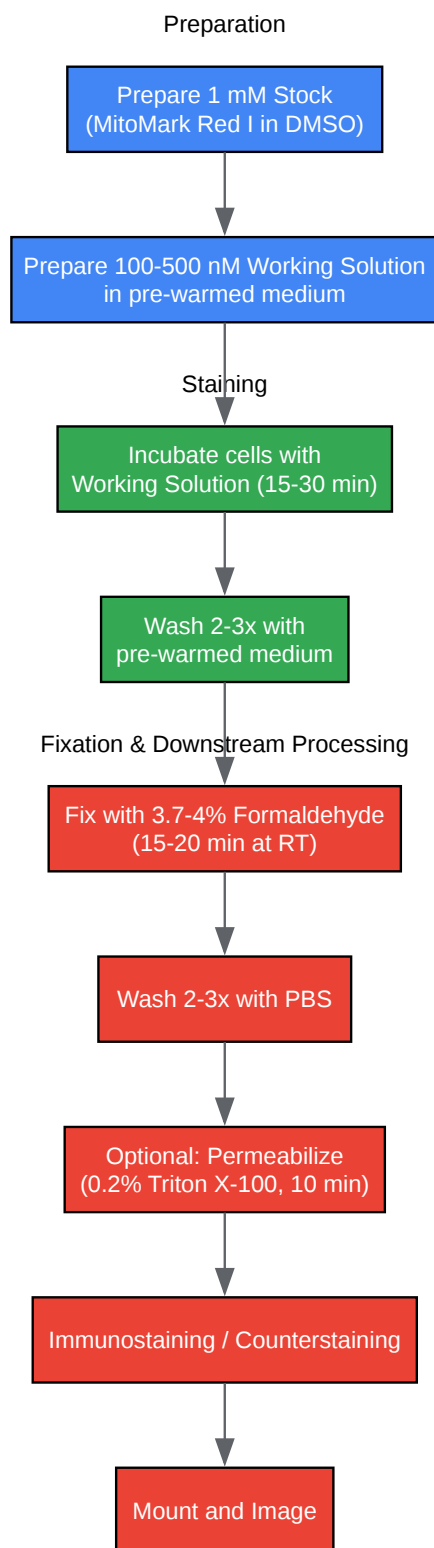 Preparation
Prepare 1 mM Stock
(MitoMark Red I in DMSO)
Prepare 100-500 nM Working Solution
in pre-warmed medium
Staining
Incubate cells with
Working Solution (15-30 min)
Wash 2-3x with
pre-warmed medium
Fixation & Downstream Processing
Fix with 3.7-4% Formaldehyde
(15-20 min at RT)
Wash 2-3x with PBS
Optional: Permeabilize
(0.2% Triton X-100, 10 min)
Immunostaining / Counterstaining
Mount and Image